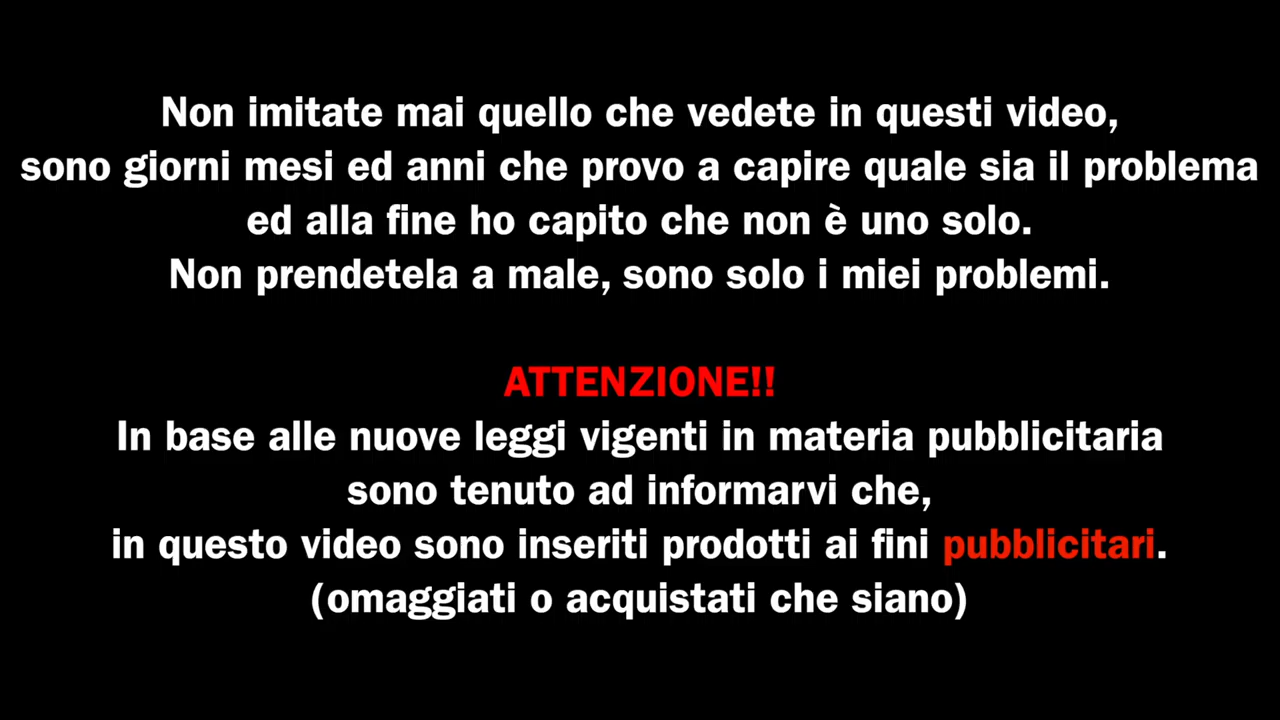 Non imitate mai quello che vedete in questi video,
sono giorni mesi ed anni che provo a capire quale sia il problema
ed alla fine ho capito che non è uno solo.
Non prendetela a male, sono solo i miei problemi.
ATTENZIONE!!
In base alle nuove leggi vigenti in materia pubblicitaria
sono tenuto ad informarvi che,
in questo video sono inseriti prodotti ai fini pubblicitari.
(omaggiati o acquistati che siano)